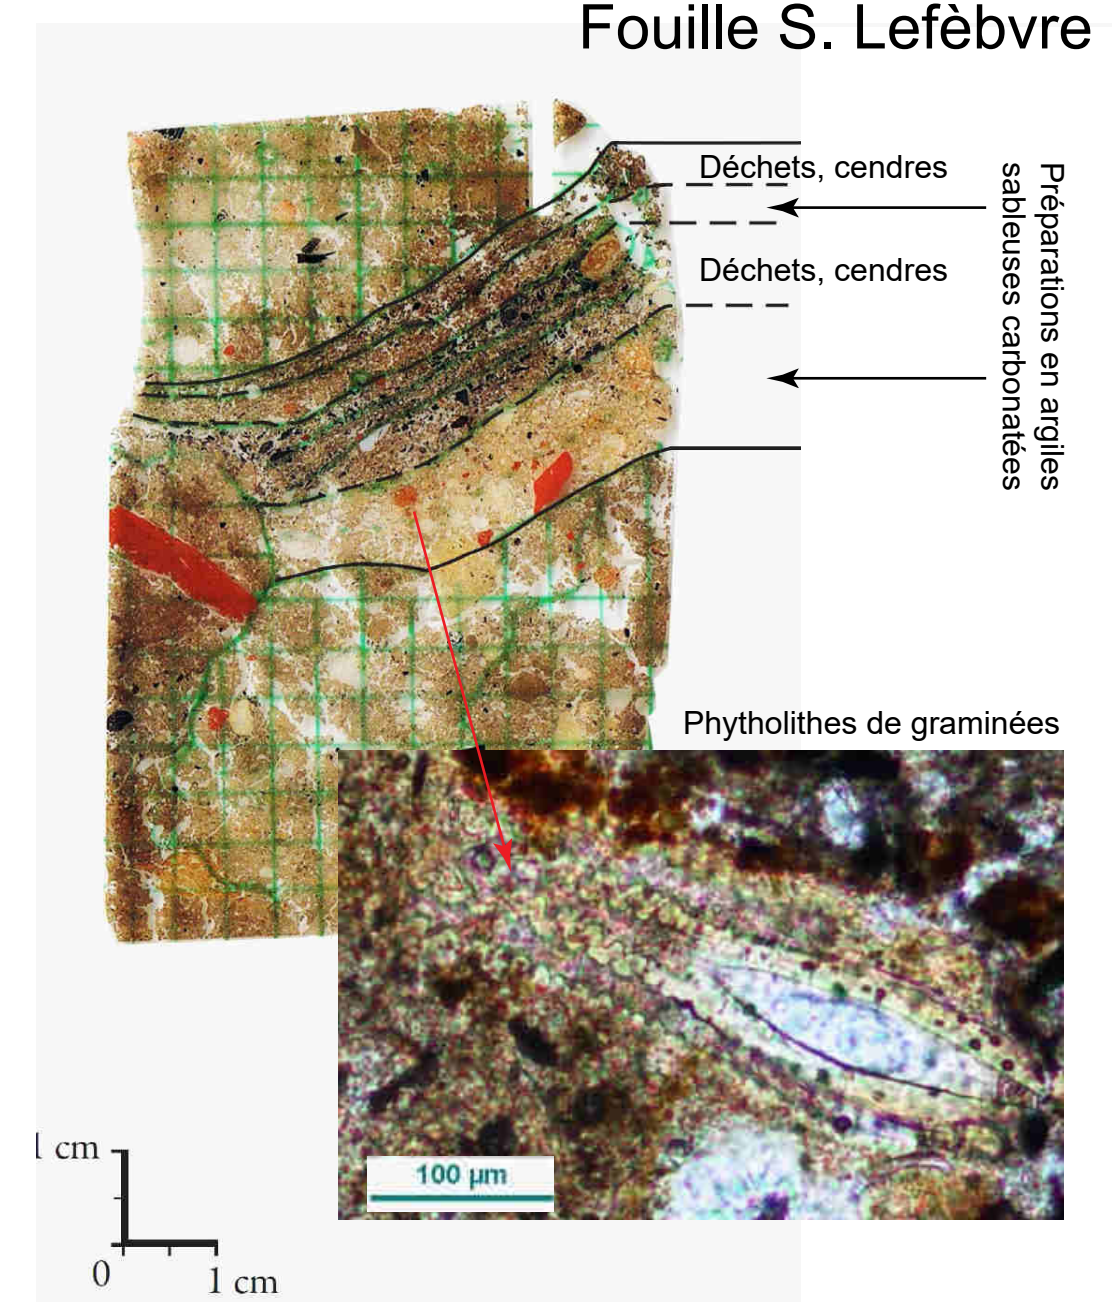 Fouille S. Lefèbvre
Déchets, cendres
Déchets, cendres
Préparations en argiles
sableuses carbonatées
Phytholithes de graminées
100 µm
1 cm
0
1 cm